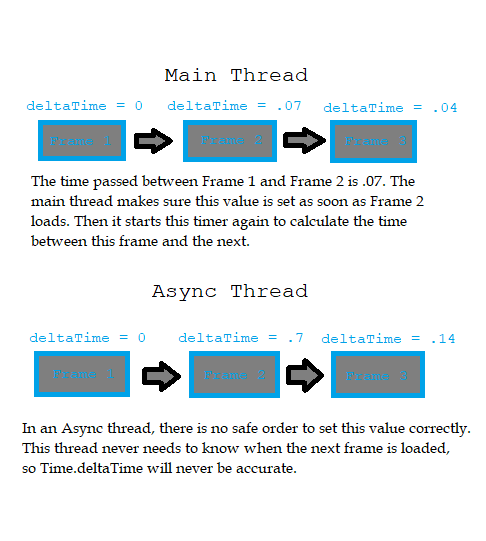 Main Thread
deltaTime = 0 deltaTime = .07 deltaTime = .04
Frame 1 Frame 2 Frame 3
The time passed between Frame 1 and Frame 2 is .07. The
main thread makes sure this value is set as soon as Frame 2
loads. Then it starts this timer again to calculate the time
between this frame and the next.
Async Thread
deltaTime = 0 deltaTime = .7 deltaTime = .14
Frame 1 Frame 2 Frame 3
In an Async thread, there is no safe order to set this value correctly.
This thread never needs to know when the next frame is loaded,
so Time.deltaTime will never be accurate.